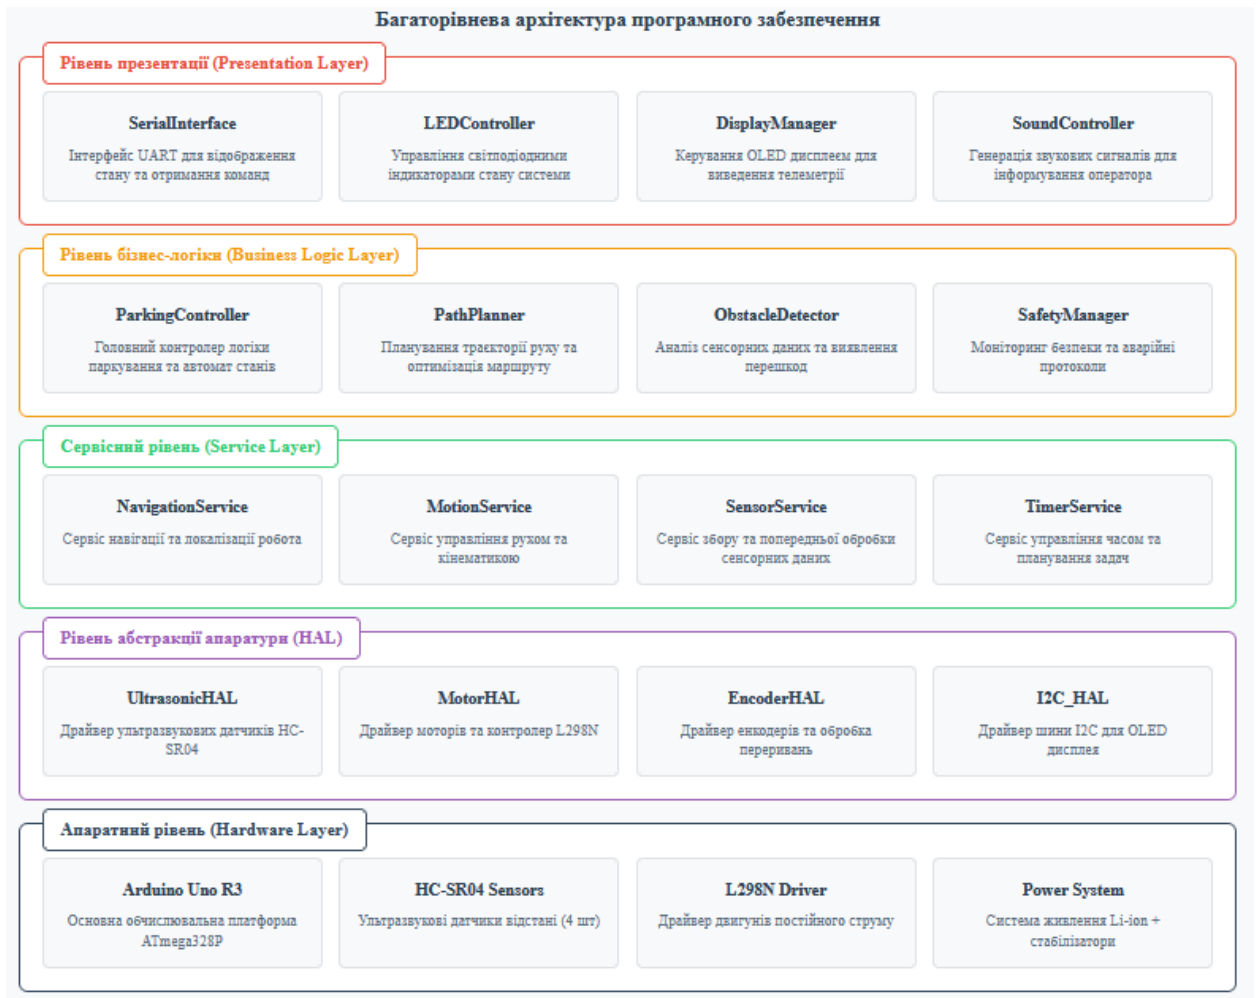 Багаторівнева архітектура програмного забезпечення
Рівень презентації (Presentation Layer)
SerialInterface
Інтерфейс UART для відображення
стану та отримання команд
LEDController
Управління світлодіодними
індикаторами стану системи
DisplayManager
Керування OLED дисплеєм для
виведення телеметрії
SoundController
Генерація звукових сигналів для
інформування оператора
Рівень бізнес-логіки (Business Logic Layer)
ParkingController
Головний контролер логіки
паркування та автомат станів
PathPlanner
Планування траєкторії руху та
оптимізація маршруту
ObstacleDetector
Аналіз сенсорних даних та виявлення
перешкод
SafetyManager
Моніторинг безпеки та аварійні
протоколи
Сервісний рівень (Service Layer)
NavigationService
Сервіс навігації та локалізації робота
MotionService
Сервіс управління рухом та
кінематикою
SensorService
Сервіс збору та попередньої обробки
сенсорних даних
TimerService
Сервіс управління часом та
планування задач
Рівень абстракції апаратури (HAL)
UltrasonicHAL
Драйвер ультразвукових датчиків HC-
SR04
MotorHAL
Драйвер моторів та контролер L298N
EncoderHAL
Драйвер енкодерів та обробка
переривань
I2C_HAL
Драйвер шини I2C для OLED
дисплея
Апаратний рівень (Hardware Layer)
Arduino Uno R3
Основна обчислювальна платформа
ATmega328P
HC-SR04 Sensors
Ультразвукові датчики відстані (4 шт)
L298N Driver
Драйвер двигунів постійного струму
Power System
Система живлення Li-ion +
стабілізатори